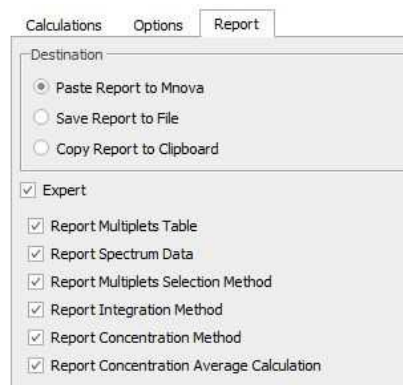 Calculations Options Report
Destination
Paste Report to Mnova
Save Report to File
Copy Report to Clipboard
Expert
Report Multiplets Table
Report Spectrum Data
Report Multiplets Selection Method
Report Integration Method
Report Concentration Method
Report Concentration Average Calculation